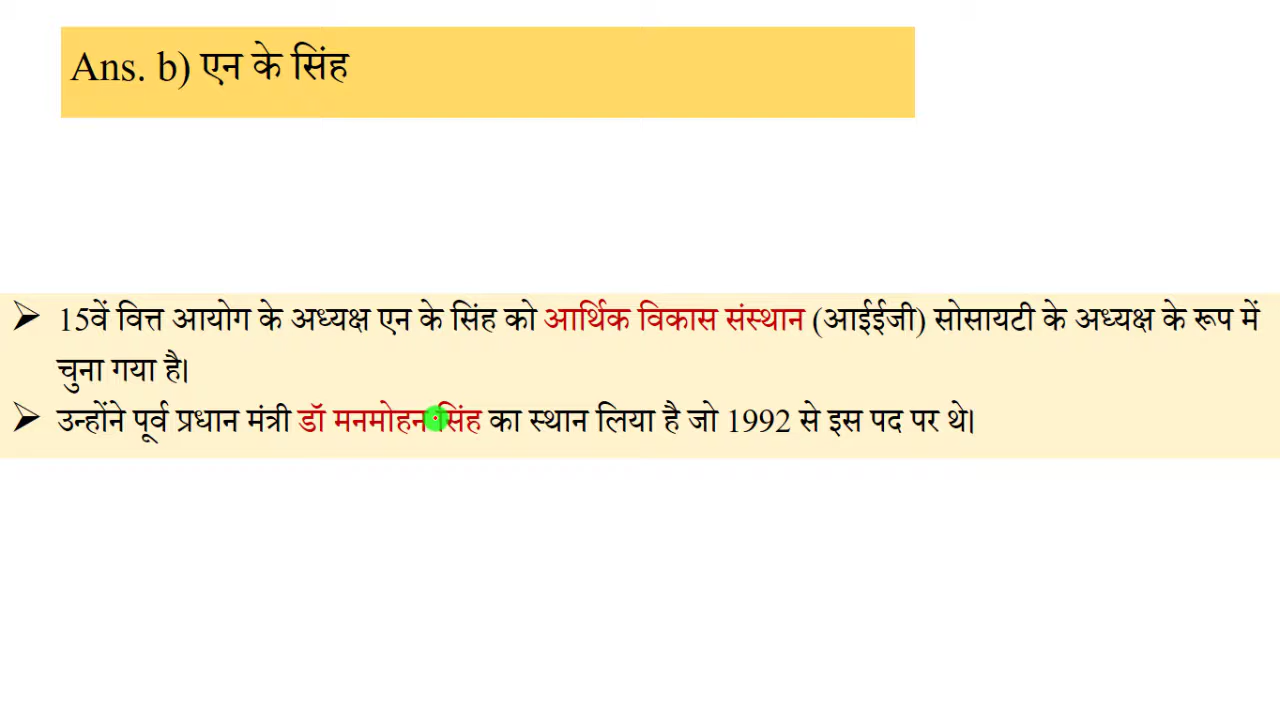 Ans. b) एन के सिंह
➢ 15वें वित्त आयोग के अध्यक्ष एन के सिंह को आर्थिक विकास संस्थान (आईईजी) सोसायटी के अध्यक्ष के रूप में
चुना गया है।
➢ उन्होंने पूर्व प्रधान मंत्री डॉ मनमोहन सिंह का स्थान लिया है जो 1992 से इस पद पर थे।